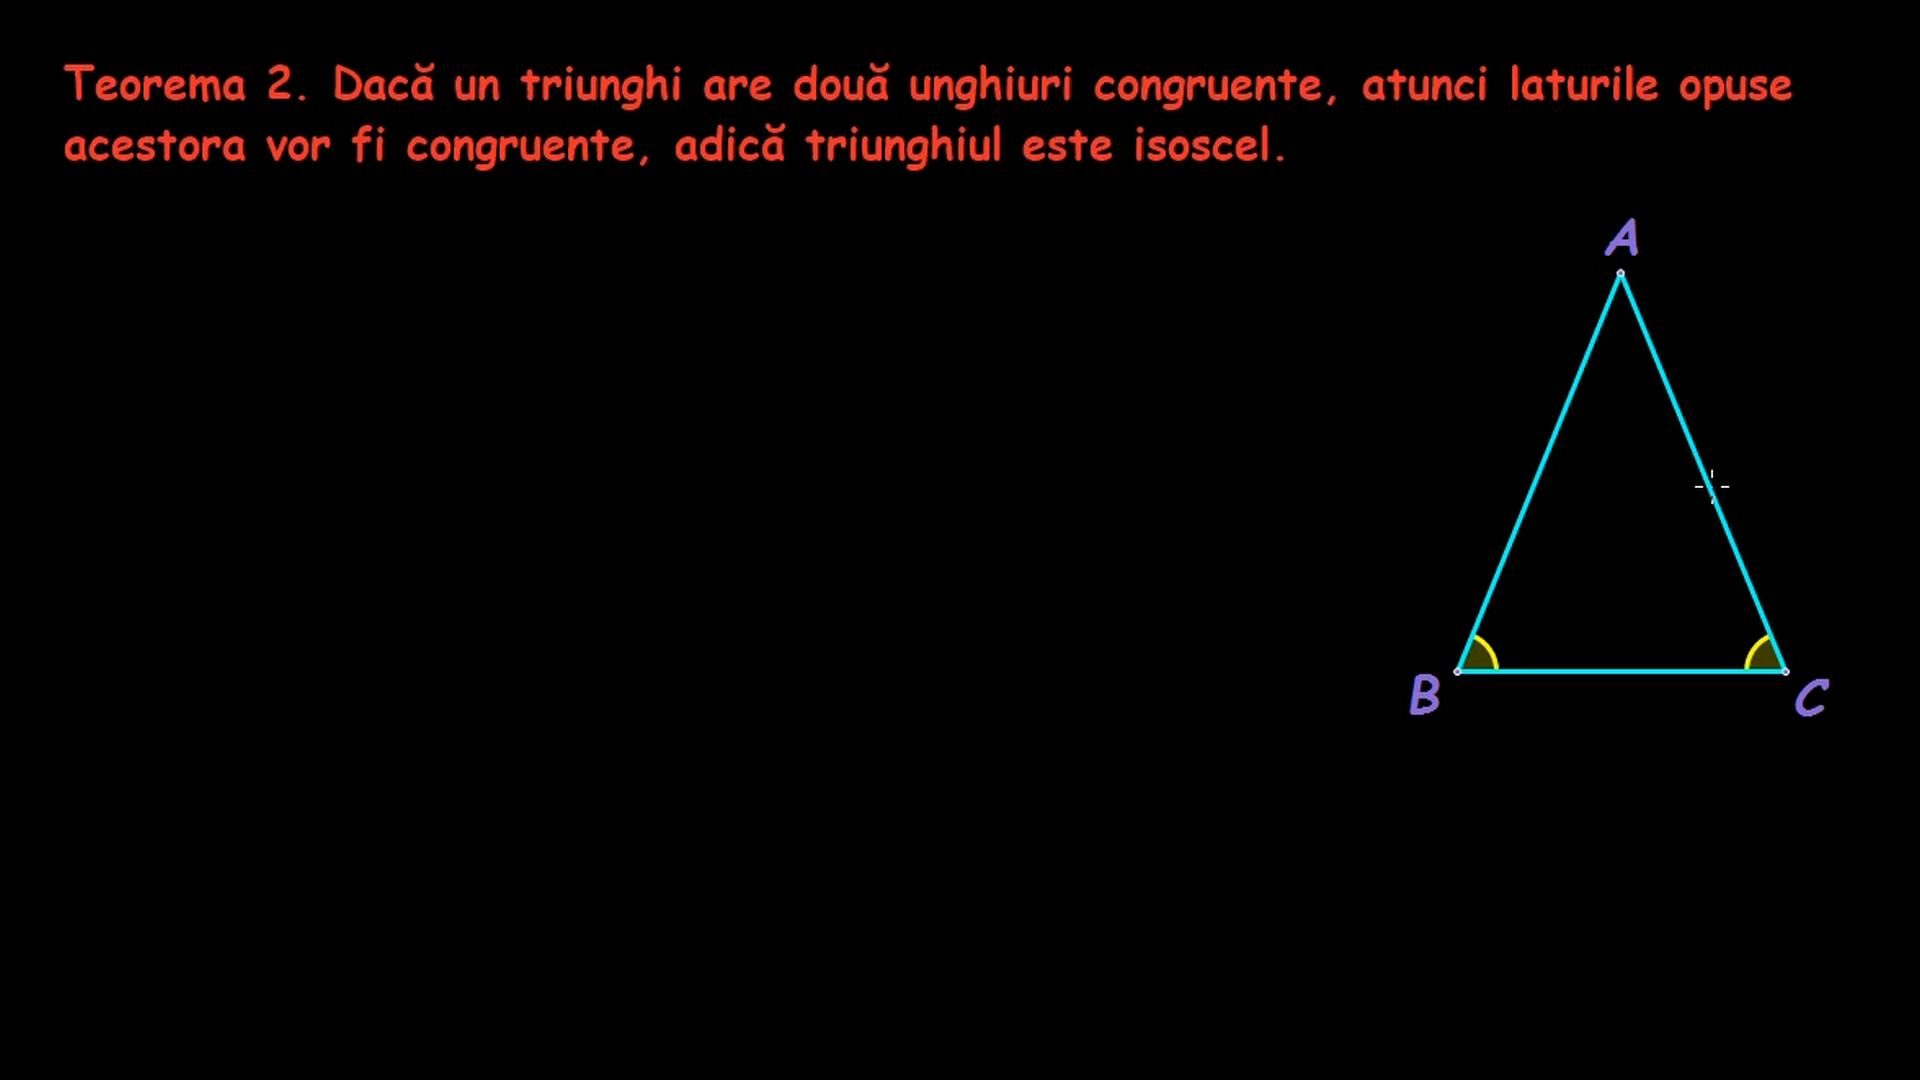 Teorema 2. Dacă un triunghi are două unghiuri congruente, atunci laturile opuse
acestora vor fi congruente, adică triunghiul este isoscel.
A
B
C